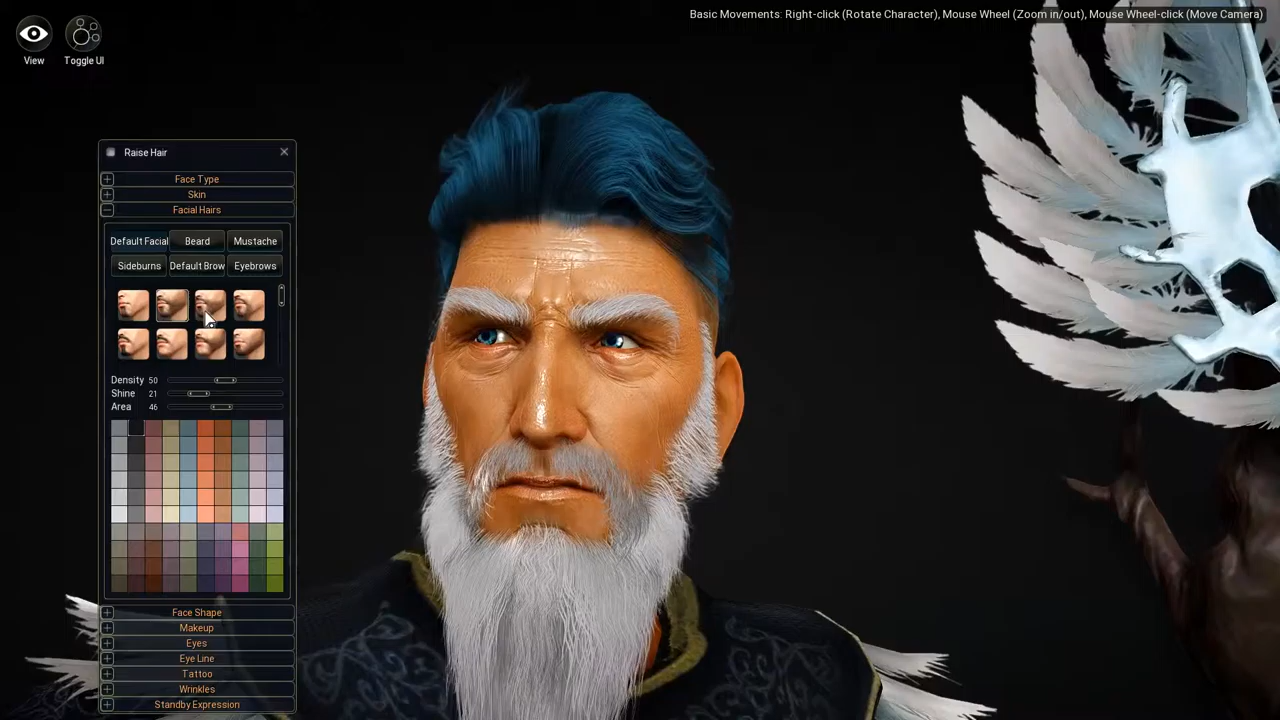 Basic Movements: Right-click (Rotate Character), Mouse Wheel (Zoom in/out), Mouse Wheel-click (Move Camera)
View
Toggle UI
Raise Hair
Face Type
Skin
Facial Hairs
Default Facial
Beard
Mustache
Sideburns
Default Brow
Eyebrows
Density 50
Shine 21
Area 46
Face Shape
Makeup
Eyes
Eye Line
Tattoo
Wrinkles
Standby Expression